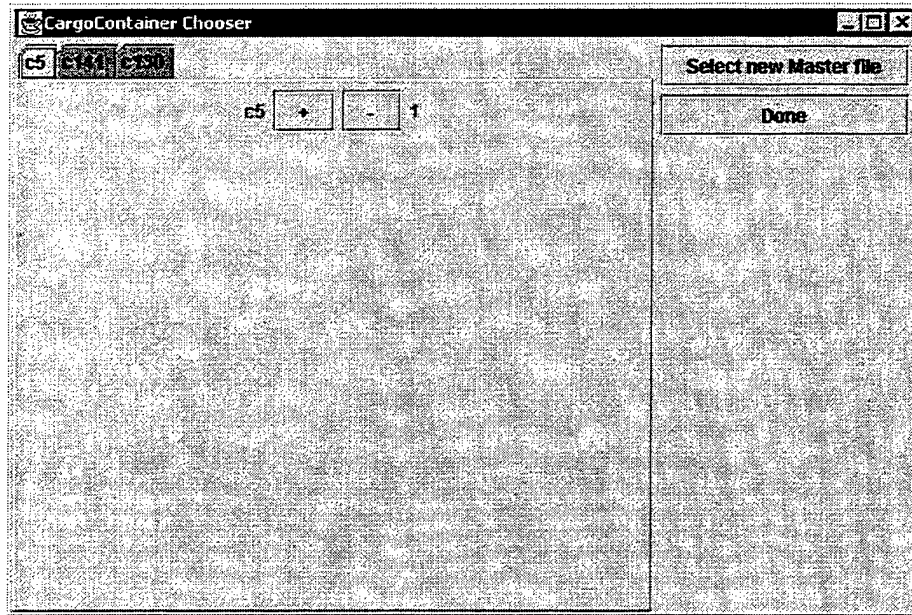 CargoContainer Chooser
c5 c141 c130
Select new Master file
c5 + - 1
Done